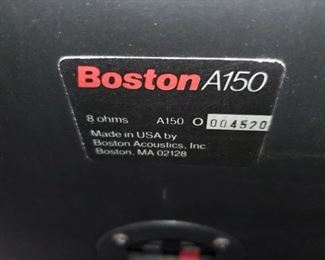 Boston A150
8 ohms A150 O 004520
Made in USA by
Boston Acoustics, Inc
Boston, MA 02128